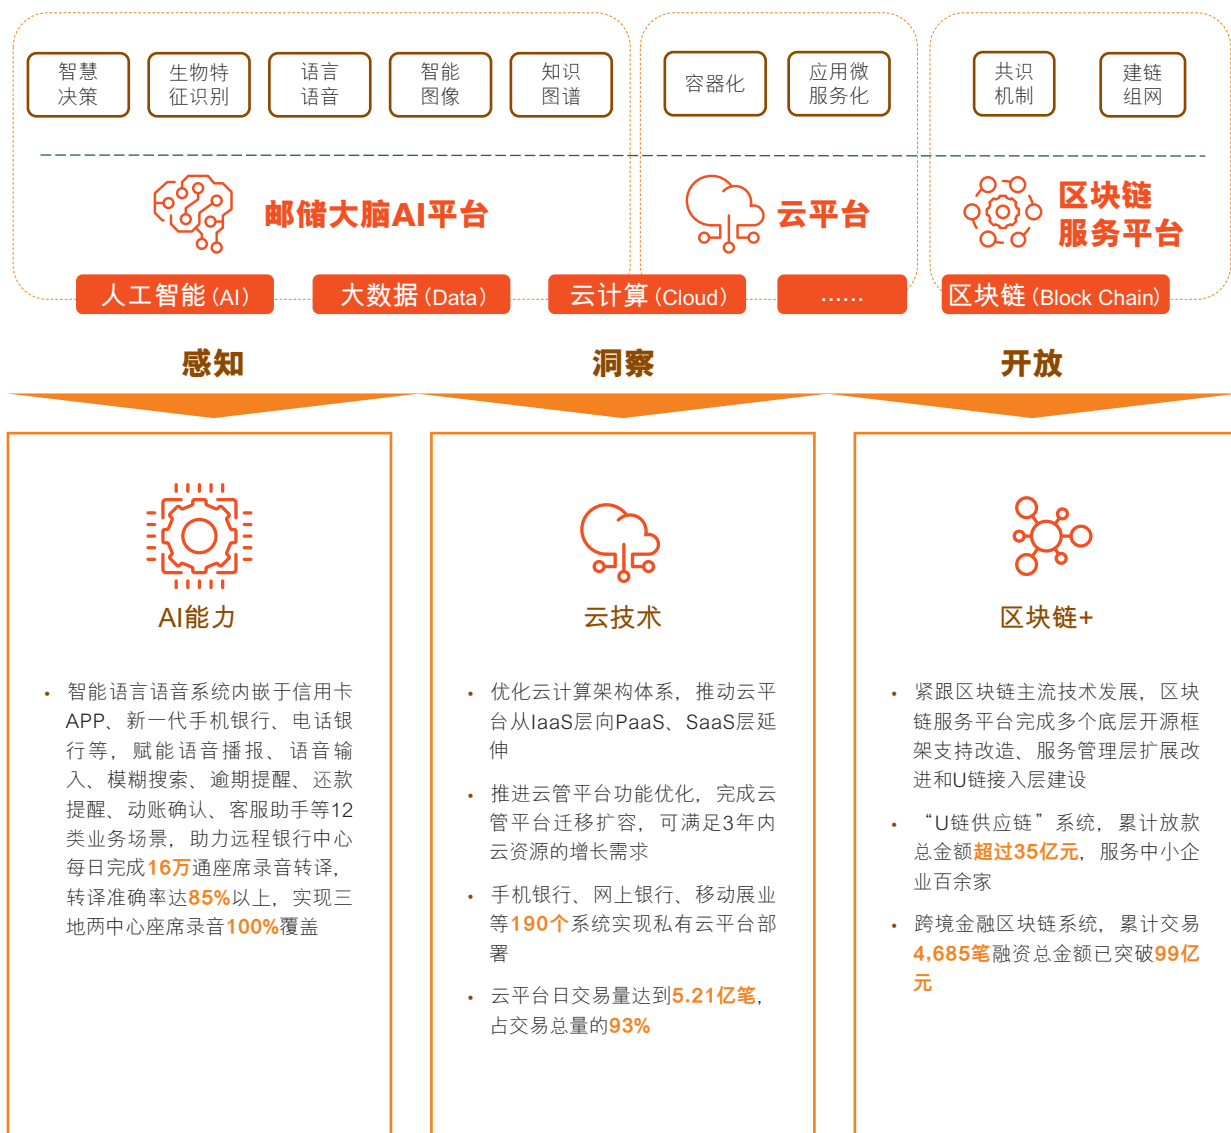 智慧
决策
生物特
征识别
语言
语音
智能
图像
知识
图谱
容器化
应用微
服务化
共识
机制
建链
组网
邮储大脑AI平台
云平台
区块链
服务平台
人工智能(AI)
大数据(Data)
云计算(Cloud)
......
区块链(Block Chain)
感知
洞察
开放
AI能力
• 智能语言语音系统内嵌于信用卡
APP、新一代手机银行、电话银
行等，赋能语音播报、语音输
入、模糊搜索、逾期提醒、还款
提醒、动账确认、客服助手等12
类业务场景，助力远程银行中心
每日完成16万通座席录音转译，
转译准确率达85%以上，实现三
地两中心座席录音100%覆盖
云技术
• 优化云计算架构体系，推动云平
台从IaaS层向PaaS、SaaS层延
伸
• 推进云管平台功能优化，完成云
管平台迁移扩容，可满足3年内
云资源的增长需求
• 手机银行、网上银行、移动展业
等190个系统实现私有云平台部
署
• 云平台日交易量达到5.21亿笔，
占交易总量的93%
区块链+
• 紧跟区块链主流技术发展，区块
链服务平台完成多个底层开源框
架支持改造、服务管理层扩展改
进和U链接入层建设
• “U链供应链”系统，累计放款
总金额超过35亿元，服务中小企
业百余家
• 跨境金融区块链系统，累计交易
4,685笔融资总金额已突破99亿
元